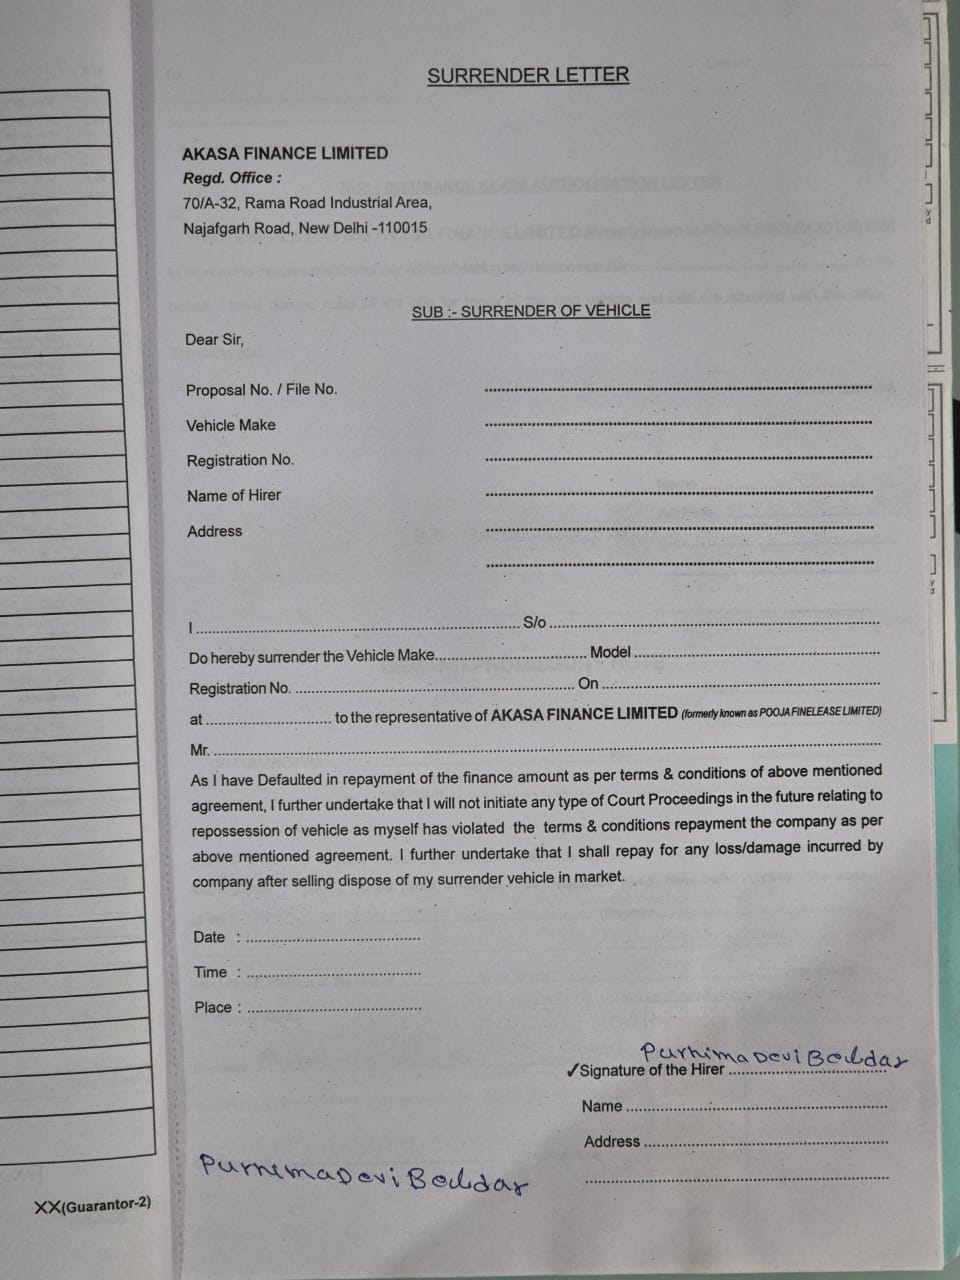 SURRENDER LETTER
AKASA FINANCE LIMITED
Regd. Office :
70/A-32, Rama Road Industrial Area,
Najafgarh Road, New Delhi -110015
SUB :- SURRENDER OF VEHICLE
Dear Sir,
Proposal No. / File No. ........................................
Vehicle Make ........................................
Registration No. ........................................
Name of Hirer ........................................
Address ........................................
........................................
I ........................................ S/o ........................................
Do hereby surrender the Vehicle Make.................... Model ........................................
Registration No. ........................................ On ........................................
at .................... to the representative of AKASA FINANCE LIMITED (formerly known as POOJA FINELEASE LIMITED)
Mr. ........................................
As I have Defaulted in repayment of the finance amount as per terms & conditions of above mentioned
agreement, I further undertake that I will not initiate any type of Court Proceedings in the future relating to
repossession of vehicle as myself has violated the terms & conditions repayment the company as per
above mentioned agreement. I further undertake that I shall repay for any loss/damage incurred by
company after selling dispose of my surrender vehicle in market.
Date : ....................
Time : ....................
Place : ....................
Purnima Devi
✓Signature of the Hirer ....................
Name ........................................
Address ........................................
........................................
Purnima Devi
XX(Guarantor-2)